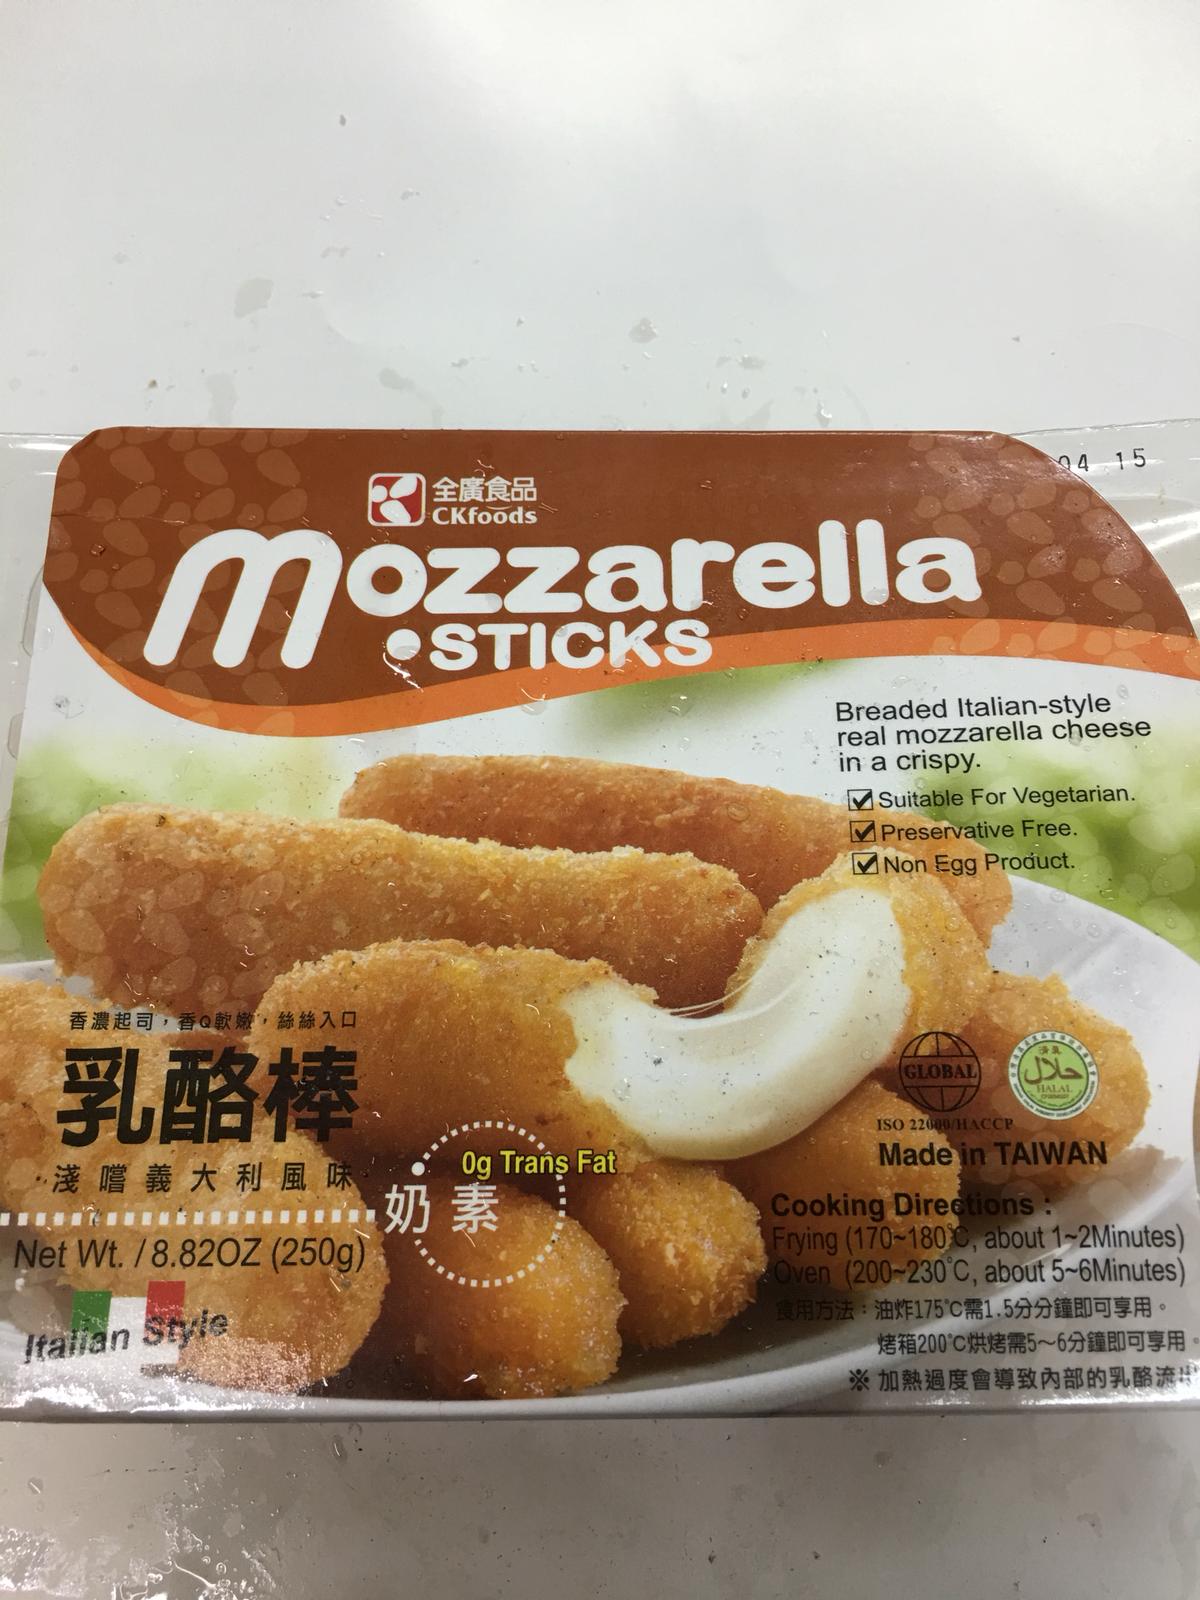 04 15
全廣食品
CKfoods
mozzarella
STICKS
Breaded Italian-style
real mozzarella cheese
in a crispy.
Suitable For Vegetarian.
Preservative Free.
Non Egg Product.
香濃起司，香Q軟嫩，絲絲入口
乳酪棒
·淺嚐義大利風味·
0g Trans Fat
奶素
Net Wt. / 8.82OZ (250g)
Italian Style
GLOBAL
ISO 22000/HACCP
清真
حلال
HALAL
Made in TAIWAN
Cooking Directions :
Frying (170~180℃, about 1~2Minutes)
Oven (200~230℃, about 5~6Minutes)
食用方法：油炸175℃需1.5分分鐘即可享用。
烤箱200℃烘烤需5～6分鐘即可享用。
※ 加熱過度會導致內部的乳酪流出